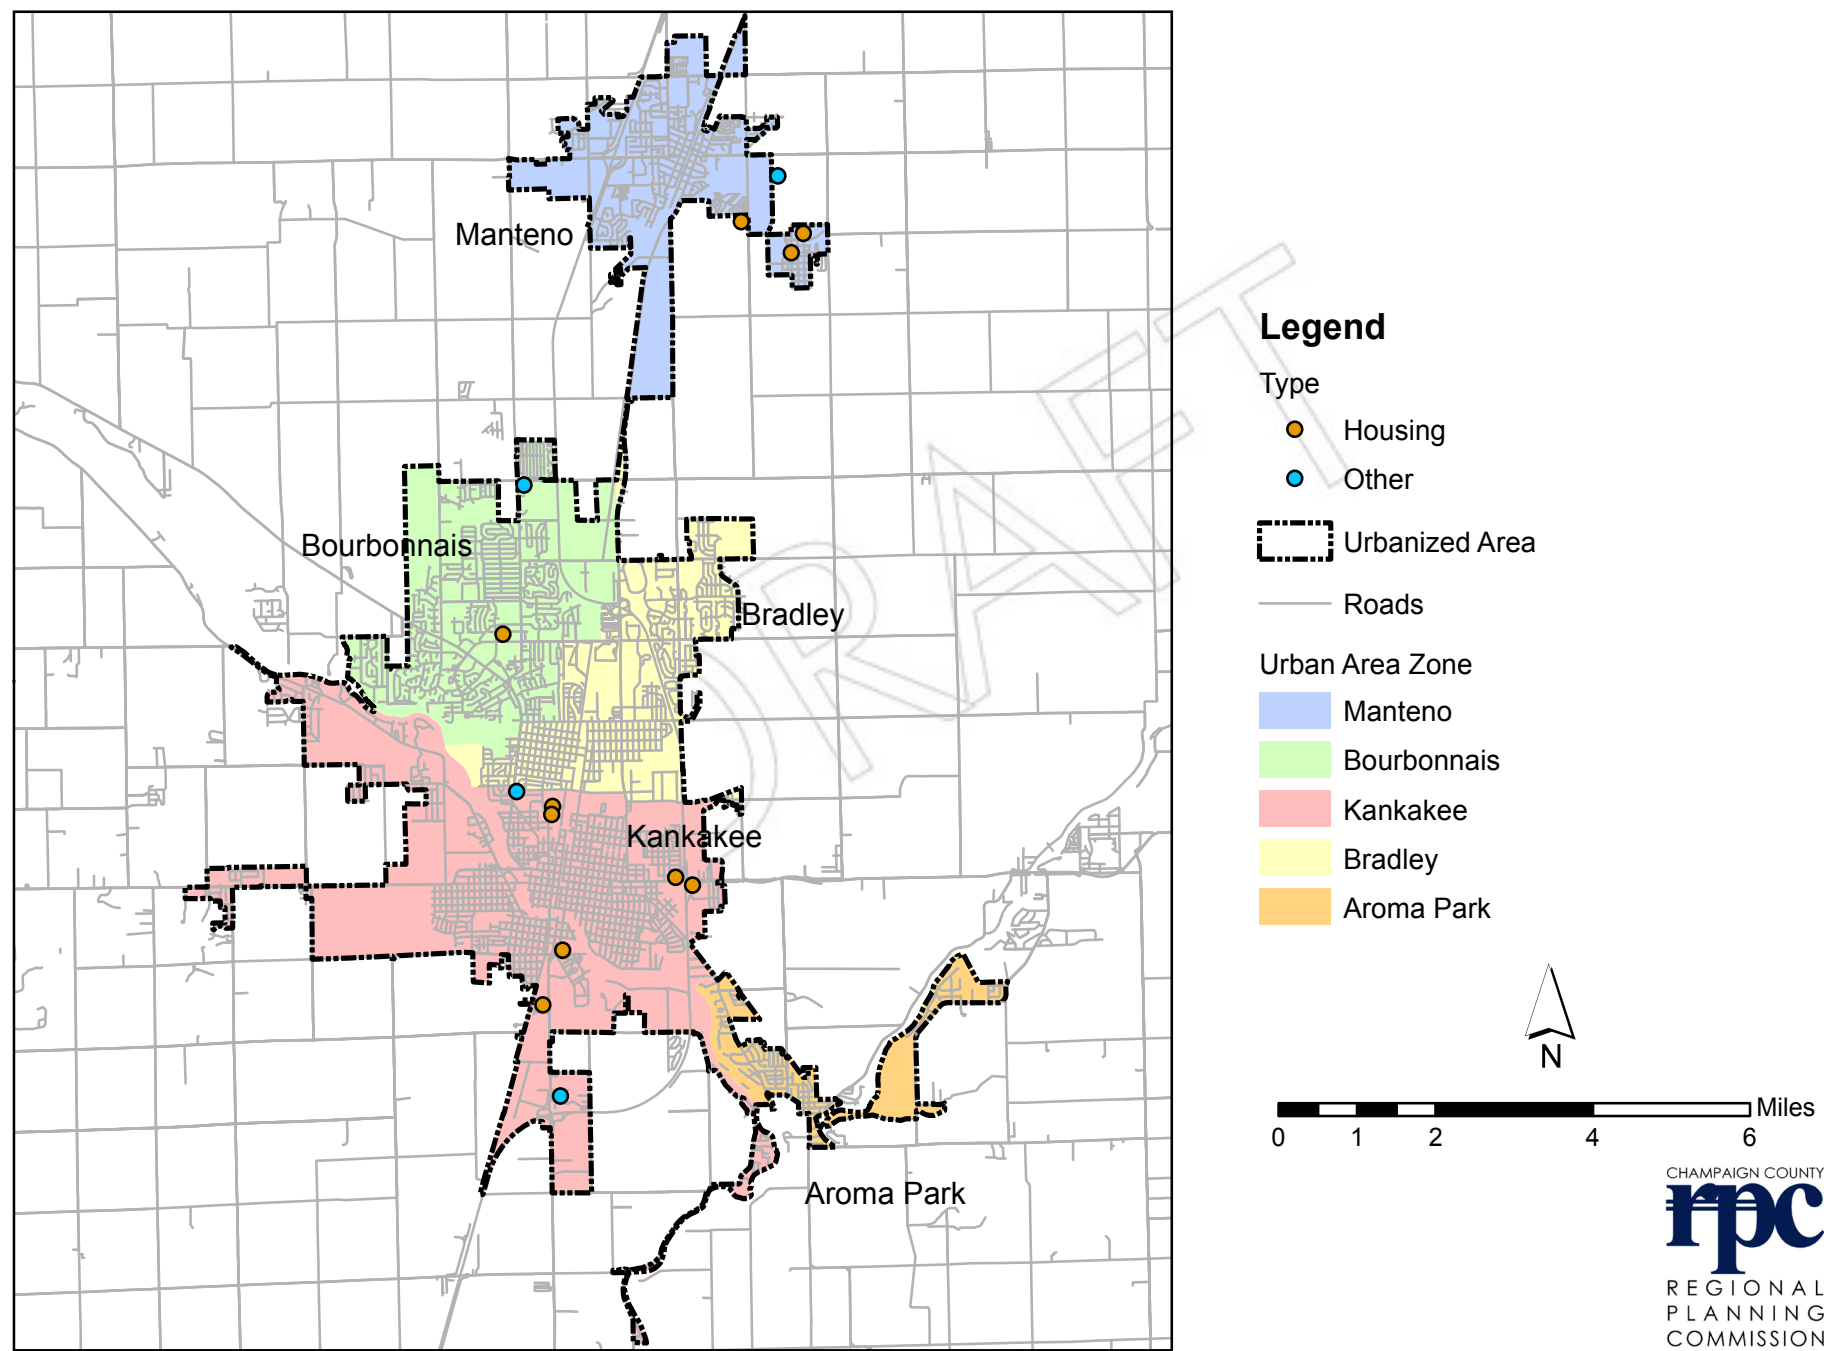 Manteno
Bourbonnais
Bradley
Kankakee
Aroma Park
DRAFT
Legend
Type
Housing
Other
Urbanized Area
Roads
Urban Area Zone
Manteno
Bourbonnais
Kankakee
Bradley
Aroma Park
N
Miles
0 1 2 4 6
CHAMPAIGN COUNTY
rpc
REGIONAL
PLANNING
COMMISSION